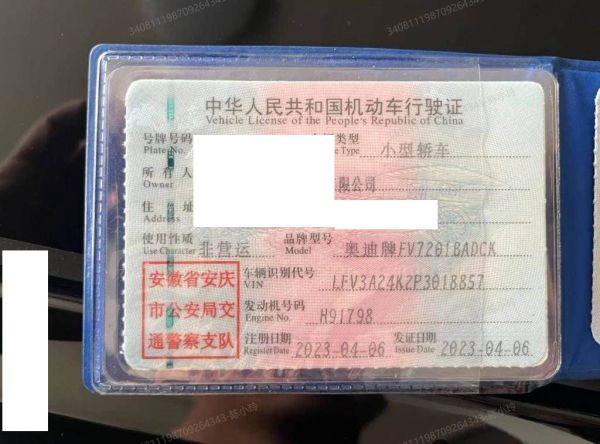 中华人民共和国机动车行驶证
Vehicle License of the People's Republic of China
号牌号码 类型
Plate No. Type 小型轿车
所有人 限公司
Owner
住址
Address
使用性质 非营运 品牌型号 奥迪牌FV7201BADCK
Use Character Model
安徽省安庆
市公安局交
通警察支队
车辆识别代号 LFV3A24K2P3018857
VIN
发动机号码 H91798
Engine No.
注册日期 2023-04-06 发证日期 2023-04-06
Register Date Issue Date